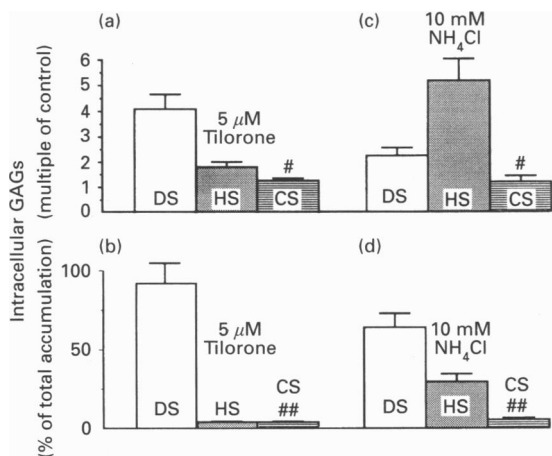 (a)
(c)
10 mM
NH4Cl
6
5
4
3
2
1
0
5 μM
Tilorone
#
#
DS
HS
CS
DS
HS
CS
Intracellular GAGs
(multiple of control)
(b)
(d)
100
50
0
5 μM
Tilorone
10 mM
NH4Cl
CS
##
CS
##
DS
HS
DS
HS
(% of total accumulation)